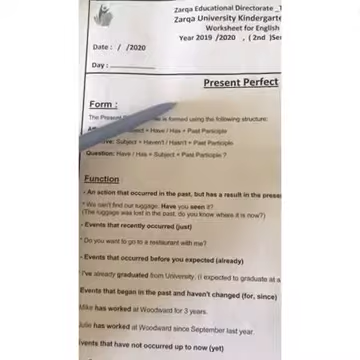 Zarqa Educational Directorate _
Zarqa University Kindergarte
Worksheet for English
Year 2019 /2020 , ( 2nd )Se
Date : / /2020
Day :
Present Perfect
Form :
The Present is formed using the following structure:
+ Have / Has + Past Participle
Subject + Haven't / Hasn't + Past Participle
Question: Have / Has + Subject + Past Participle ?
Function
- An action that occurred in the past, but has a result in the prese
* We can't find our luggage. Have you seen it?
(The luggage was lost in the past, do you know where it is now?)
- Events that recently occurred (just)
* Do you want to go to a restaurant with me?
- Events that occurred before you expected (already)
I've already graduated from University. (I expected to graduate at a
Events that began in the past and haven't changed (for, since)
Mike has worked at Woodward for 3 years.
Julie has worked at Woodward since September last year.
vents that have not occurred up to now (yet)